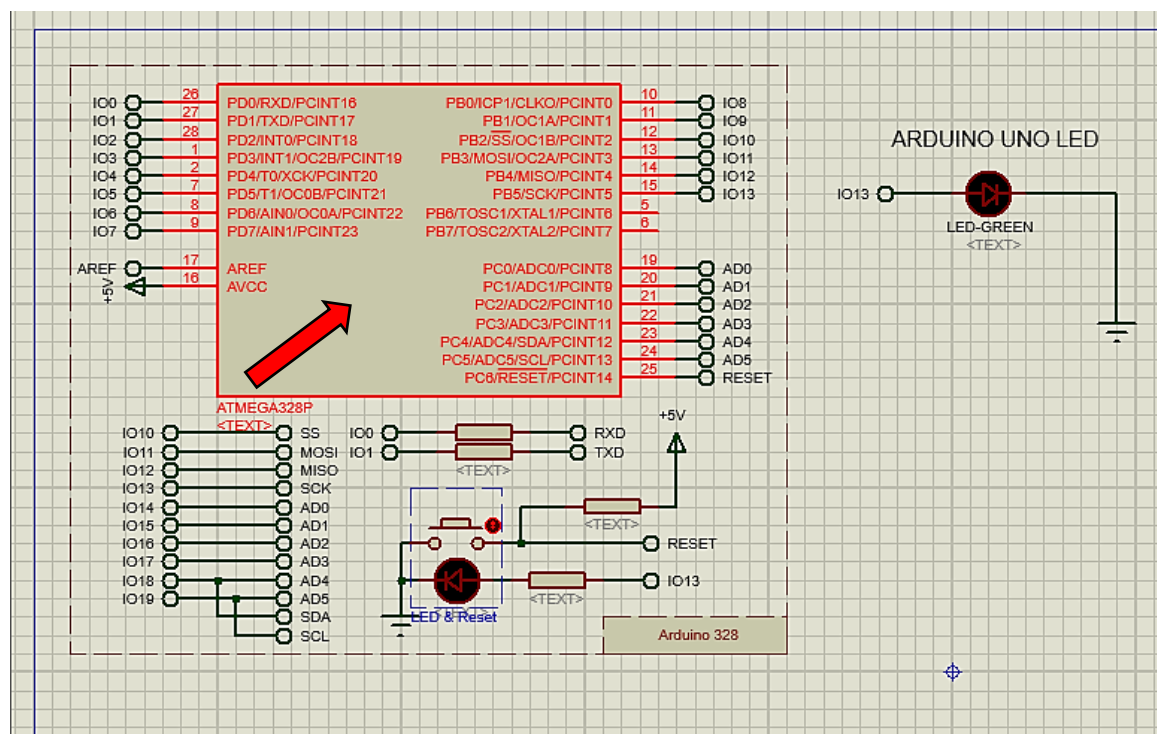 ARDUINO UNO LED
IO13
LED-GREEN
<TEXT>
IO0 26 PD0/RXD/PCINT16 PB0/ICP1/CLKO/PCINT0 10 IO8
IO1 27 PD1/TXD/PCINT17 PB1/OC1A/PCINT1 11 IO9
IO2 28 PD2/INT0/PCINT18 PB2/SS/OC1B/PCINT2 12 IO10
IO3 1 PD3/INT1/OC2B/PCINT19 PB3/MOSI/OC2A/PCINT3 13 IO11
IO4 2 PD4/T0/XCK/PCINT20 PB4/MISO/PCINT4 14 IO12
IO5 7 PD5/T1/OC0B/PCINT21 PB5/SCK/PCINT5 15 IO13
IO6 8 PD6/AIN0/OC0A/PCINT22 PB6/TOSC1/XTAL1/PCINT6 5
IO7 9 PD7/AIN1/PCINT23 PB7/TOSC2/XTAL2/PCINT7 6
AREF 17 AREF PC0/ADC0/PCINT8 19 AD0
+5V 16 AVCC PC1/ADC1/PCINT9 20 AD1
PC2/ADC2/PCINT10 21 AD2
PC3/ADC3/PCINT11 22 AD3
PC4/ADC4/SDA/PCINT12 23 AD4
PC5/ADC5/SCL/PCINT13 24 AD5
PC6/RESET/PCINT14 25 RESET
ATMEGA328P
<TEXT>
IO10 SS
IO11 MOSI
IO12 MISO
IO13 SCK
IO14 AD0
IO15 AD1
IO16 AD2
IO17 AD3
IO18 AD4
IO19 AD5
SDA
SCL
IO0 RXD
IO1 TXD
<TEXT>
+5V
<TEXT>
RESET
IO13
<TEXT>
<TEXT>
LED & Reset
Arduino 328